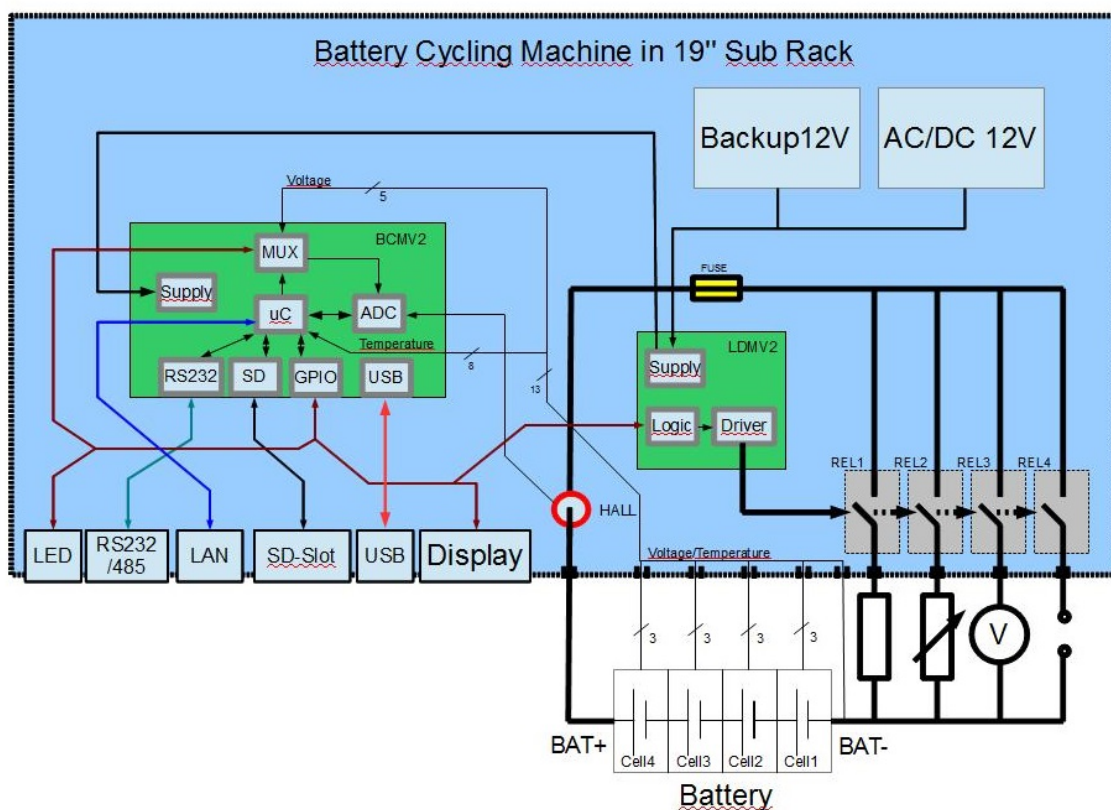 Battery Cycling Machine in 19" Sub Rack
Backup12V
AC/DC 12V
Voltage
5
BCMV2
MUX
Supply
uC
ADC
Temperature
8
RS232
SD
GPIO
USB
13
FUSE
LDMV2
Supply
Logic
Driver
REL1
REL2
REL3
REL4
HALL
LED
RS232
/485
LAN
SD-Slot
USB
Display
Voltage/Temperature
3
3
3
3
V
BAT+
Cell4
Cell3
Cell2
Cell1
BAT-
Battery